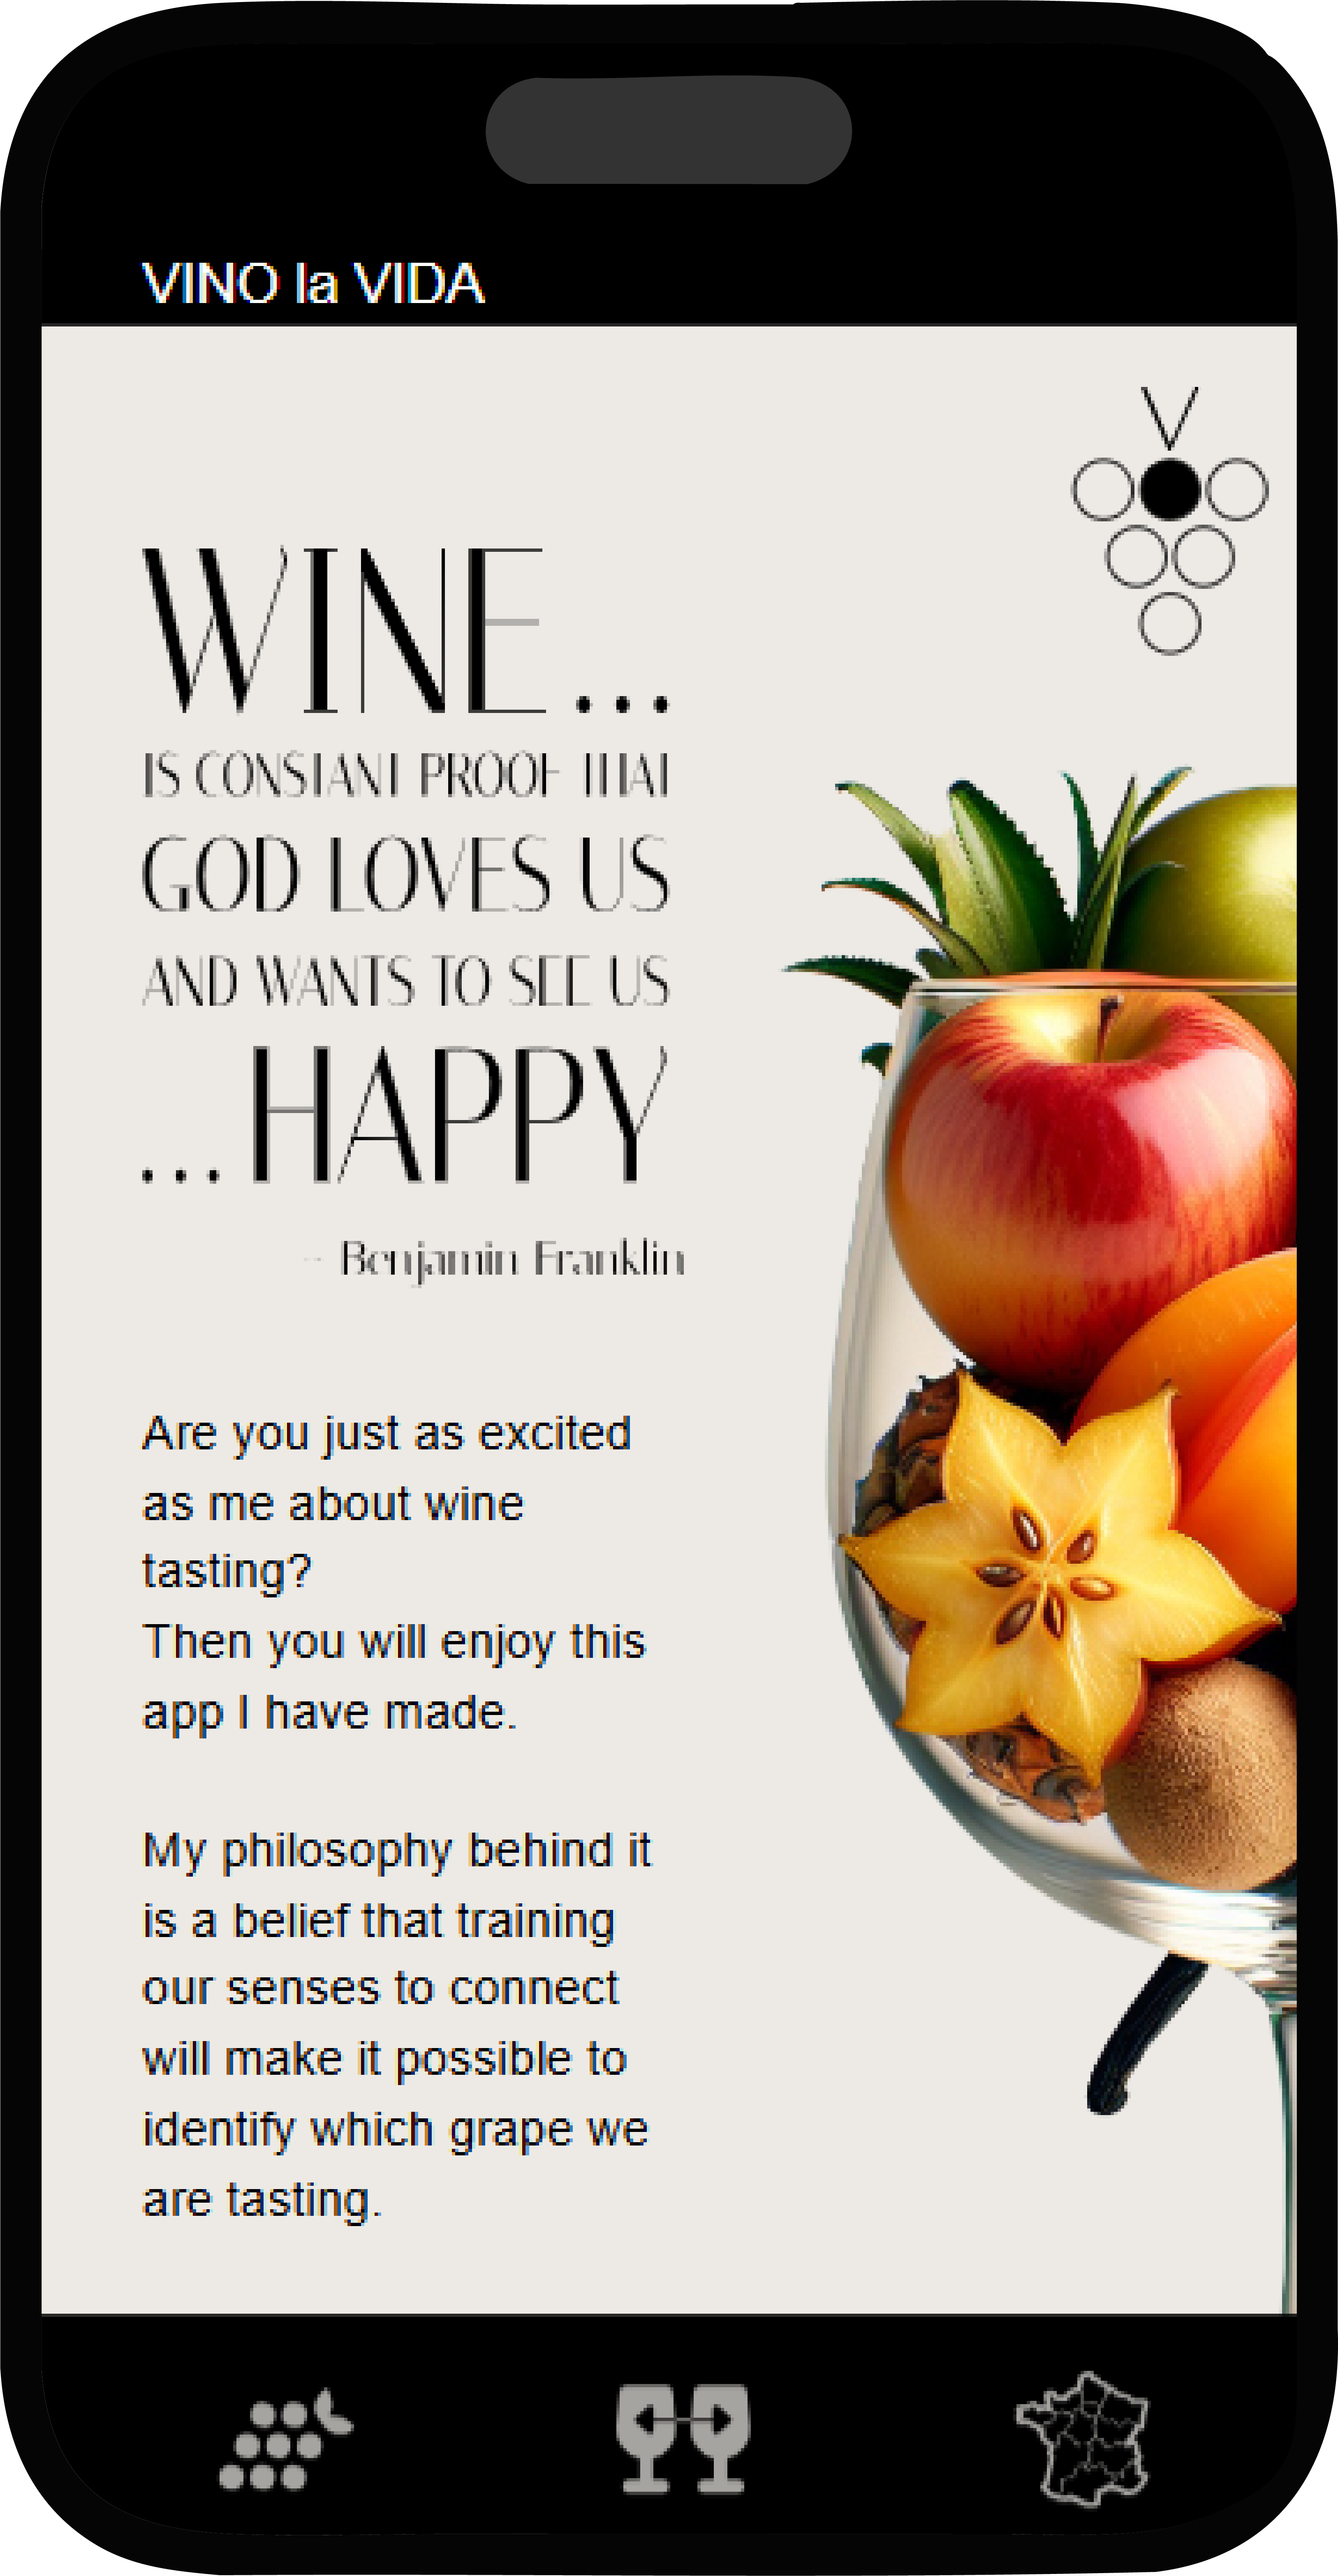 VINO la VIDA
V
WINE...
IS CONSTANT PROOF THAT
GOD LOVES US
AND WANTS TO SEE US
...HAPPY
- Benjamin Franklin
Are you just as excited
as me about wine
tasting?
Then you will enjoy this
app I have made.
My philosophy behind it
is a belief that training
our senses to connect
will make it possible to
identify which grape we
are tasting.